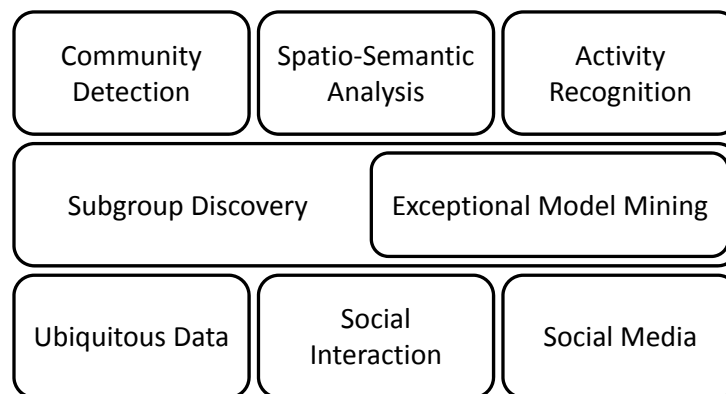 Community
Detection
Spatio-Semantic
Analysis
Activity
Recognition
Subgroup Discovery
Exceptional Model Mining
Ubiquitous Data
Social
Interaction
Social Media